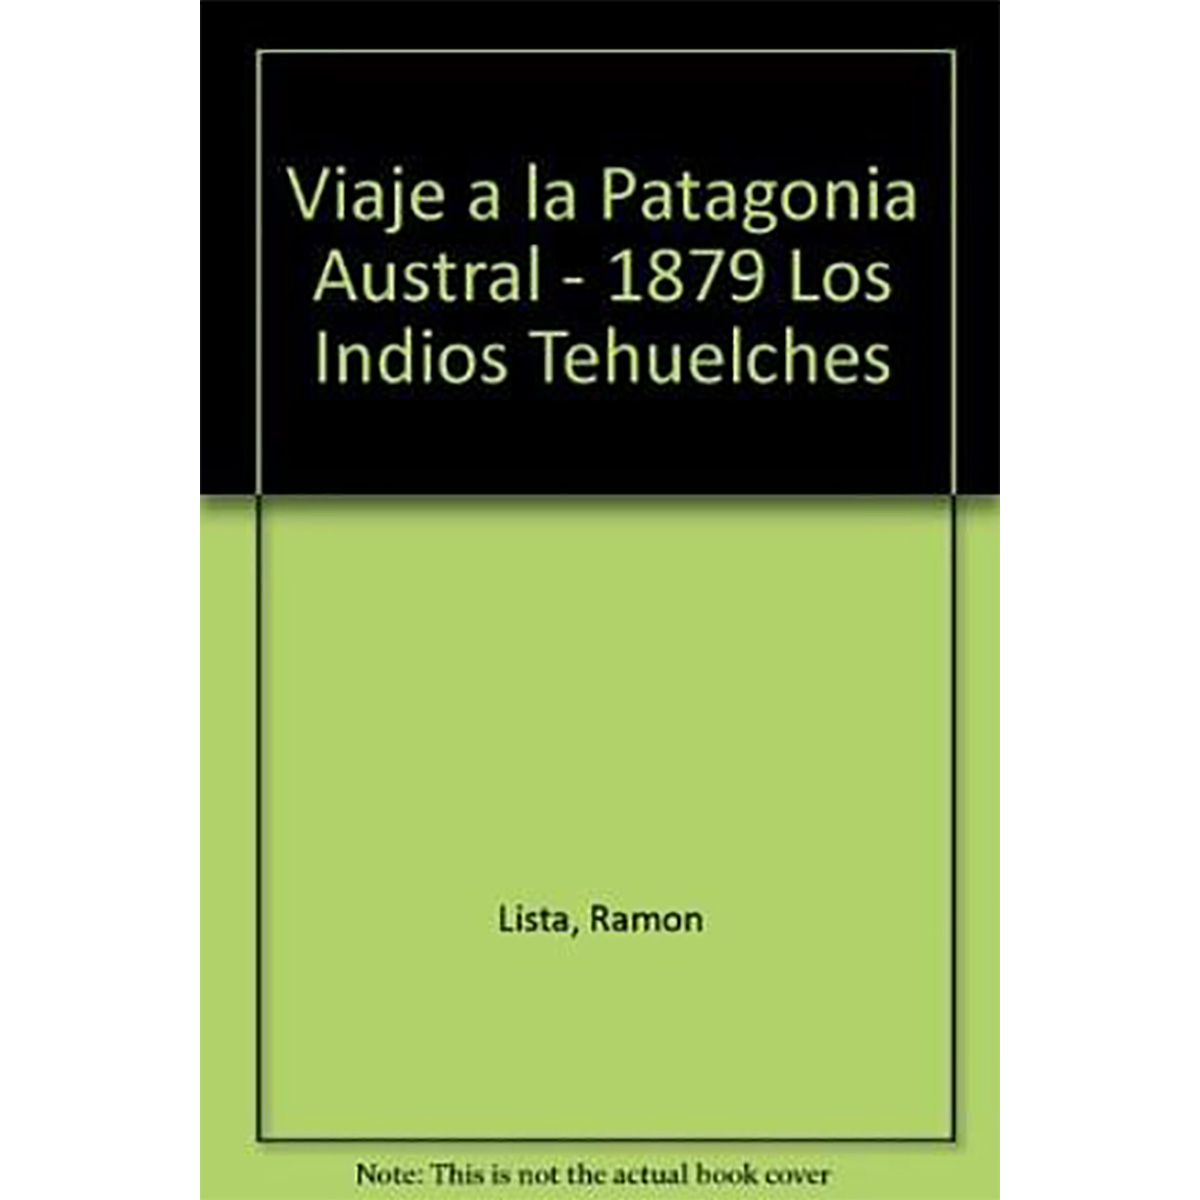 Viaje a la Patagonia
Austral - 1879 Los
Indios Tehuelches
Lista, Ramon
Note: This is not the actual book cover